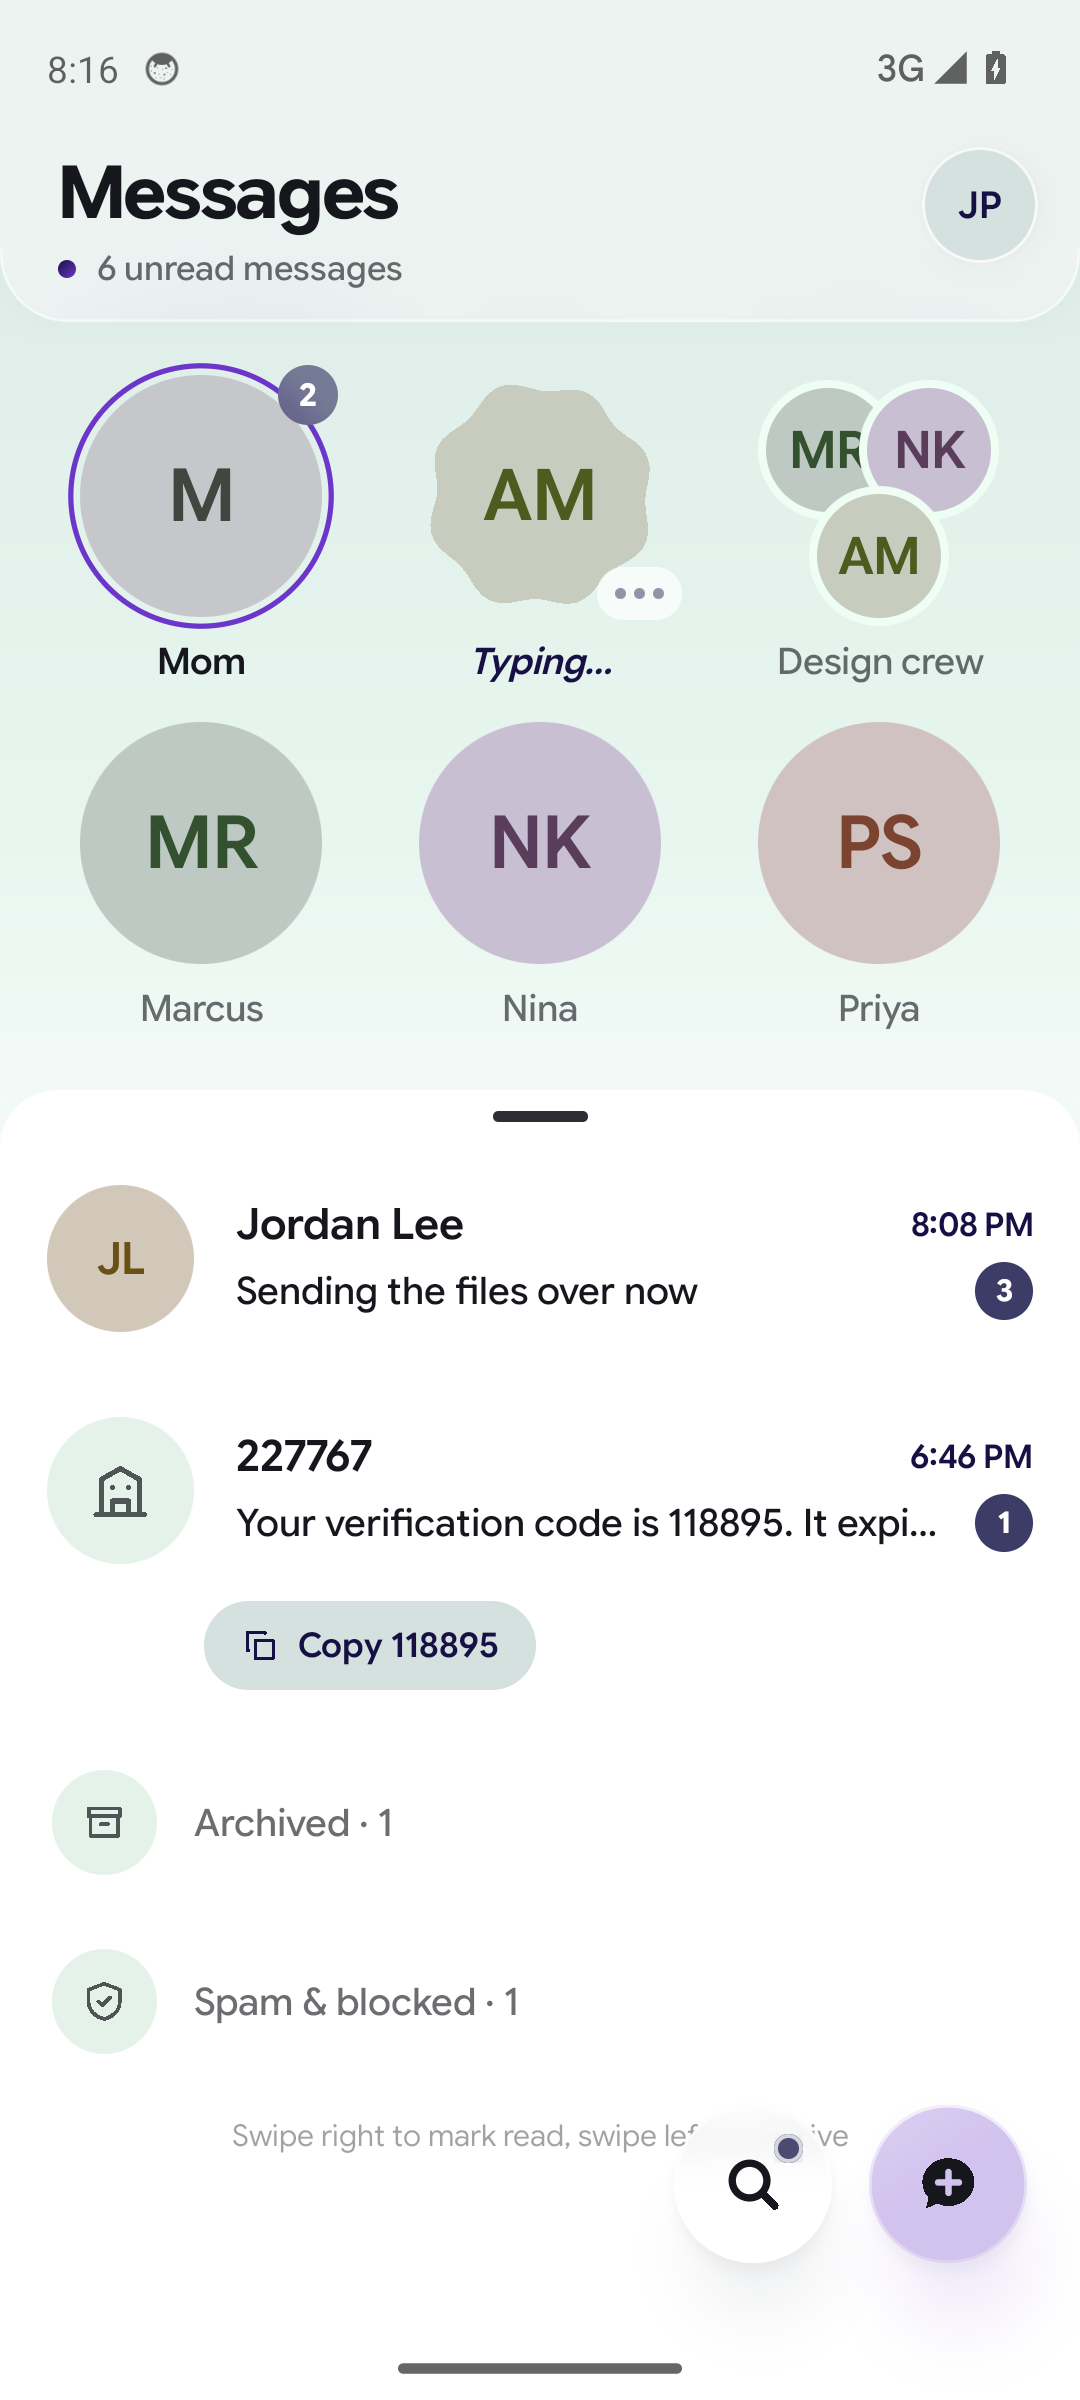 8:16
3G
Messages
JP
6 unread messages
M
2
AM
MR
NK
AM
Mom
Typing...
Design crew
MR
NK
PS
Marcus
Nina
Priya
JL
Jordan Lee
8:08 PM
Sending the files over now
3
227767
6:46 PM
Your verification code is 118895. It expi...
1
Copy 118895
Archived · 1
Spam & blocked · 1
Swipe right to mark read, swipe